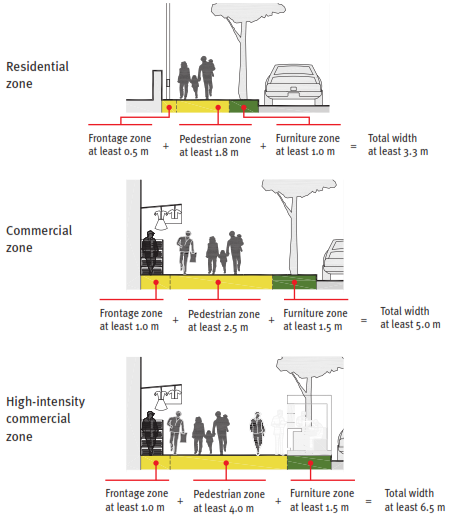 Residential
zone
Frontage zone
at least 0.5 m
+
Pedestrian zone
at least 1.8 m
+
Furniture zone
at least 1.0 m
=
Total width
at least 3.3 m
Commercial
zone
Frontage zone
at least 1.0 m
+
Pedestrian zone
at least 2.5 m
+
Furniture zone
at least 1.5 m
=
Total width
at least 5.0 m
High-intensity
commercial
zone
Frontage zone
at least 1.0 m
+
Pedestrian zone
at least 4.0 m
+
Furniture zone
at least 1.5 m
=
Total width
at least 6.5 m